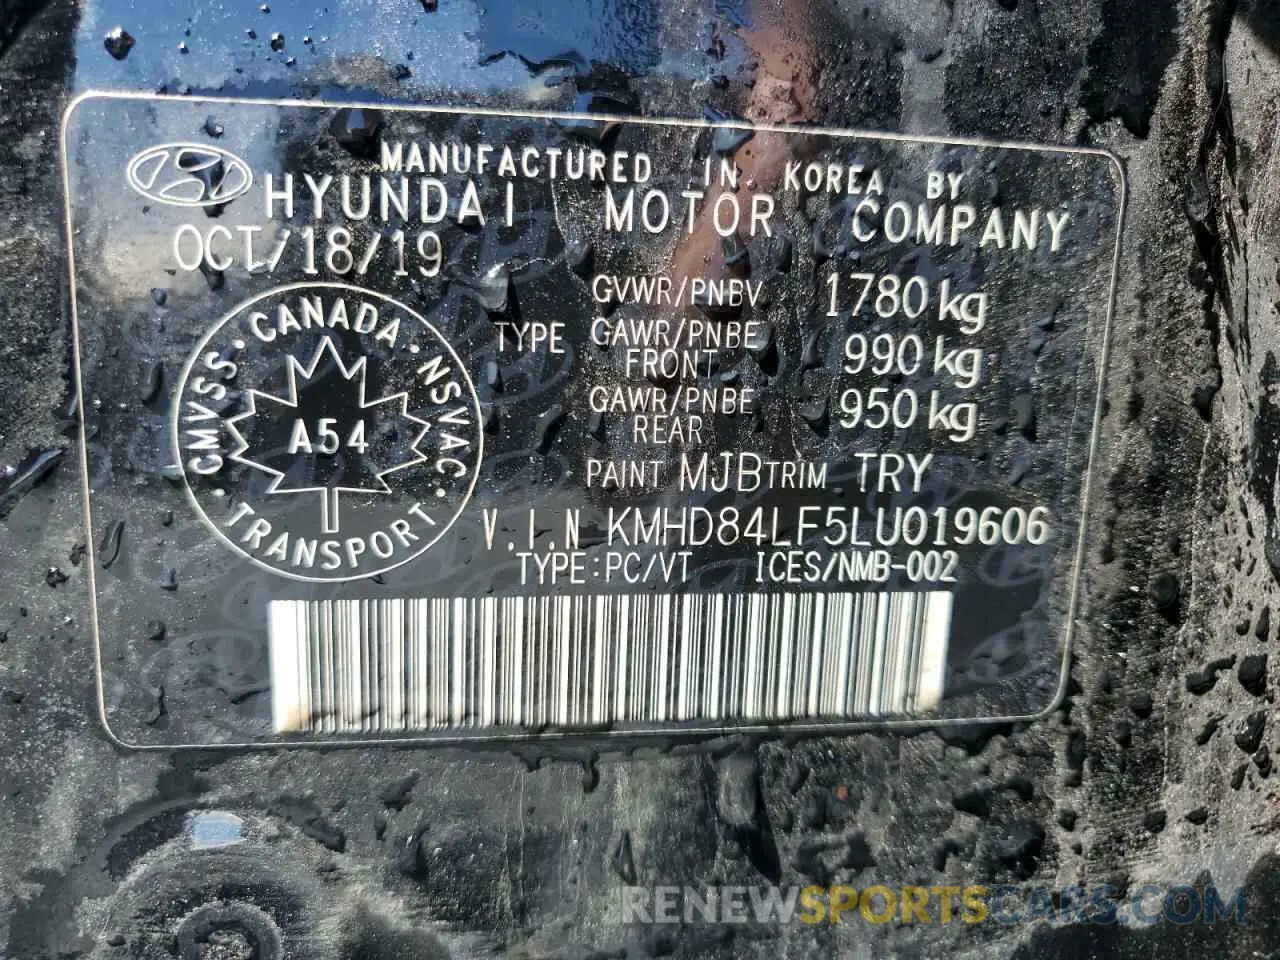 MANUFACTURED IN KOREA BY
HYUNDAI MOTOR COMPANY
OCT/18/19
GVWR/PNBV 1780 kg
TYPE GAWR/PNBE FRONT 990 kg
GAWR/PNBE REAR 950 kg
CMVSS · CANADA · NSVAC · TRANSPORT ·
A54
PAINT MJB TRIM TRY
V.I.N KMHD84LF5LU019606
TYPE:PC/VT ICES/NMB-002
RENEWSPORTSCARS.COM